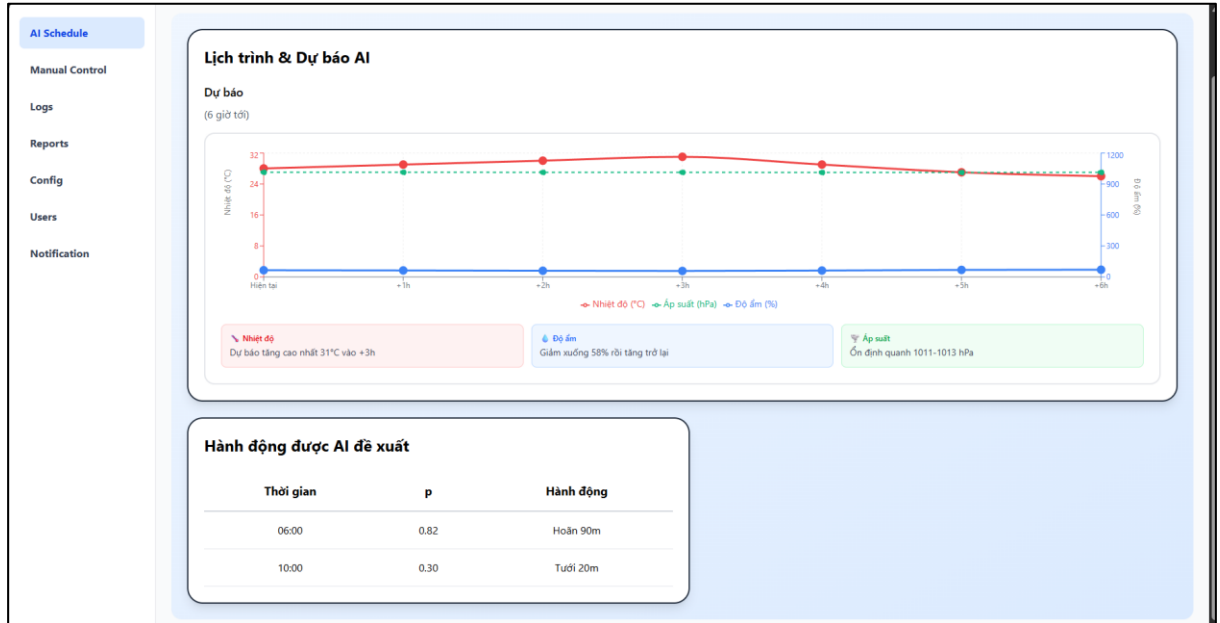 AI Schedule
Manual Control
Logs
Reports
Config
Users
Notification
Lịch trình & Dự báo AI
Dự báo
(6 giờ tới)
32
24
16
8
0
Nhiệt độ (°C)
1200
900
600
300
0
Độ ẩm (%)
Hiện tại +1h +2h +3h +4h +5h +6h
Nhiệt độ (°C) Áp suất (hPa) Độ ẩm (%)
Nhiệt độ
Dự báo tăng cao nhất 31°C vào +3h
Độ ẩm
Giảm xuống 58% rồi tăng trở lại
Áp suất
Ổn định quanh 1011-1013 hPa
Hành động được AI đề xuất
Thời gian p Hành động
06:00 0.82 Hoãn 90m
10:00 0.30 Tưới 20m